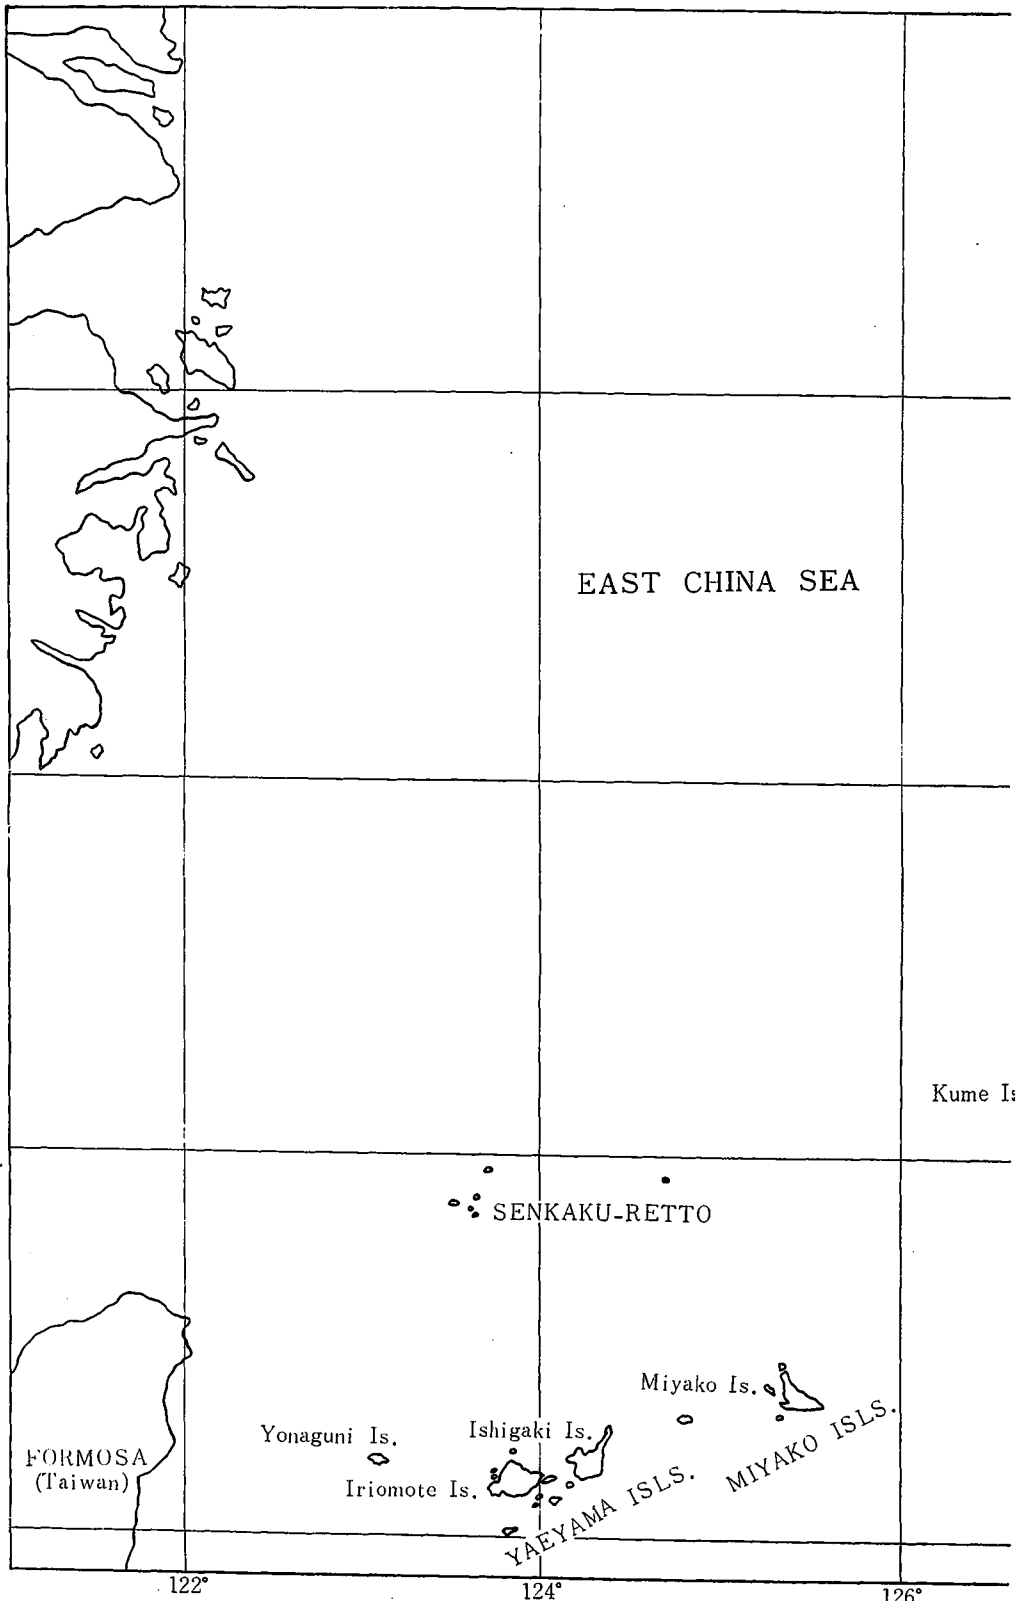 EAST CHINA SEA
Kume Is
SENKAKU-RETTO
Miyako Is.
MIYAKO ISLS.
Yonaguni Is.
Ishigaki Is.
FORMOSA
(Taiwan)
Iriomote Is.
YAEYAMA ISLS.
122°
124°
126°